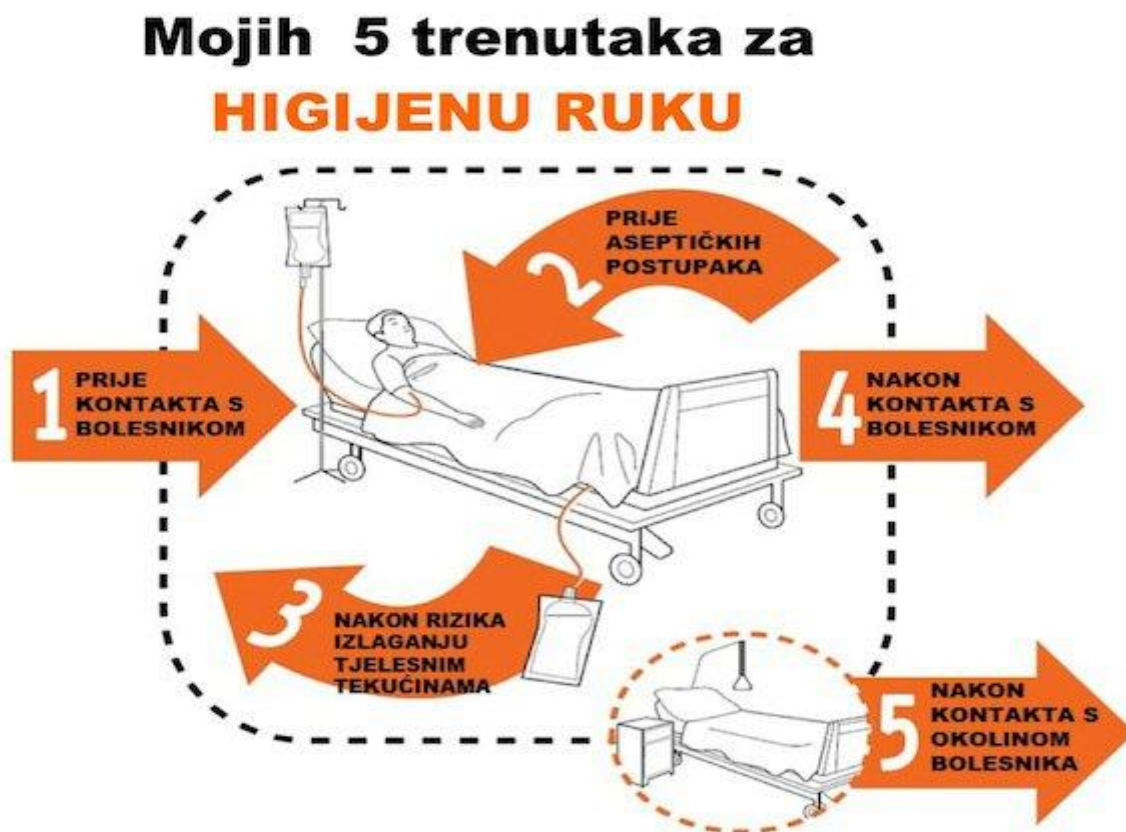 Mojih 5 trenutaka za
HIGIJENU RUKU
1
PRIJE
KONTAKTA S
BOLESNIKOM
2
PRIJE
ASEPTIČKIH
POSTUPAKA
3
NAKON RIZIKA
IZLAGANJU
TJELESNIM
TEKUĆINAMA
4
NAKON
KONTAKTA S
BOLESNIKOM
5
NAKON
KONTAKTA S
OKOLINOM
BOLESNIKA